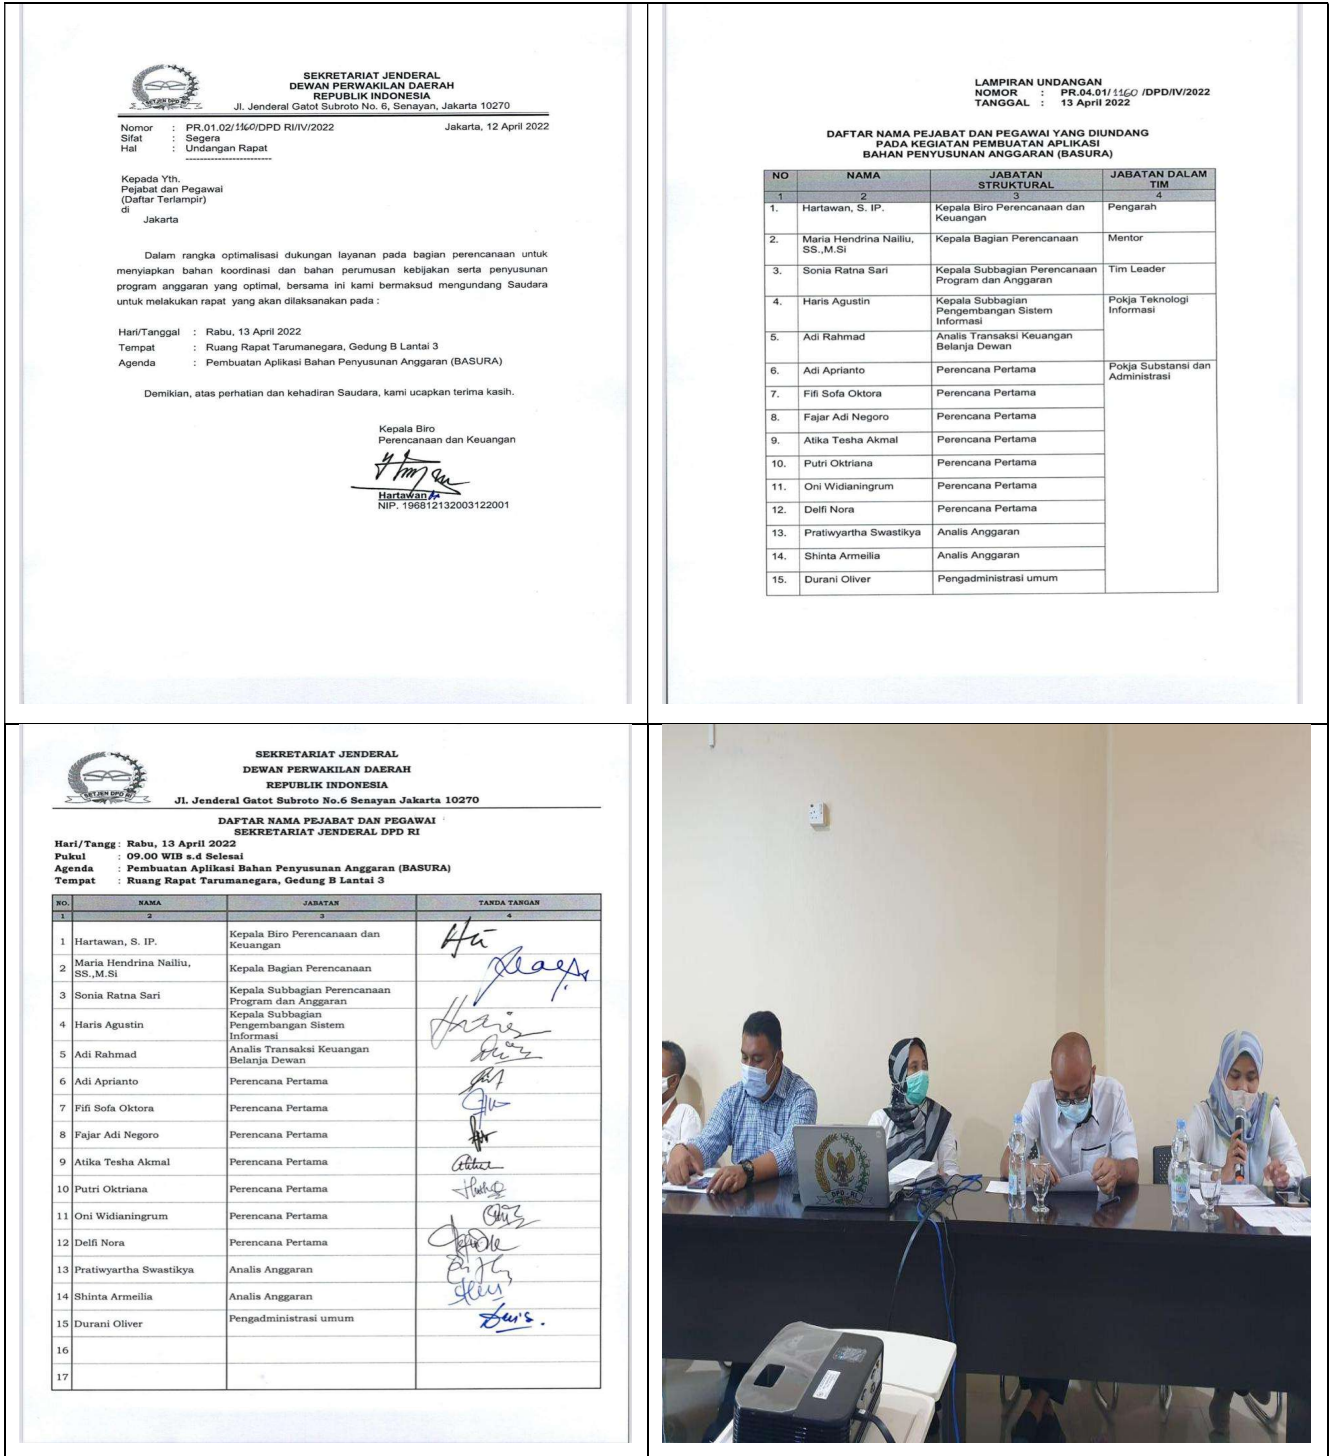 SEKRETARIAT JENDERAL
DEWAN PERWAKILAN DAERAH
REPUBLIK INDONESIA
Jl. Jenderal Gatot Subroto No. 6, Senayan, Jakarta 10270
SETJEN DPD RI
Nomor : PR.01.02/1160/DPD RI/IV/2022 Jakarta, 12 April 2022
Sifat : Segera
Hal : Undangan Rapat
------------------------
Kepada Yth.
Pejabat dan Pegawai
(Daftar Terlampir)
di
Jakarta
Dalam rangka optimalisasi dukungan layanan pada bagian perencanaan untuk
menyiapkan bahan koordinasi dan bahan perumusan kebijakan serta penyusunan
program anggaran yang optimal, bersama ini kami bermaksud mengundang Saudara
untuk melakukan rapat yang akan dilaksanakan pada :
Hari/Tanggal : Rabu, 13 April 2022
Tempat : Ruang Rapat Tarumanegara, Gedung B Lantai 3
Agenda : Pembuatan Aplikasi Bahan Penyusunan Anggaran (BASURA)
Demikian, atas perhatian dan kehadiran Saudara, kami ucapkan terima kasih.
Kepala Biro
Perencanaan dan Keuangan
Hartawan
NIP. 196812132003122001
LAMPIRAN UNDANGAN
NOMOR : PR.04.01/1160 /DPD/IV/2022
TANGGAL : 13 April 2022
DAFTAR NAMA PEJABAT DAN PEGAWAI YANG DIUNDANG
PADA KEGIATAN PEMBUATAN APLIKASI
BAHAN PENYUSUNAN ANGGARAN (BASURA)
NO NAMA JABATAN STRUKTURAL JABATAN DALAM TIM
1 2 3 4
1. Hartawan, S. IP. Kepala Biro Perencanaan dan Keuangan Pengarah
2. Maria Hendrina Nailiu, SS.,M.Si Kepala Bagian Perencanaan Mentor
3. Sonia Ratna Sari Kepala Subbagian Perencanaan Program dan Anggaran Tim Leader
4. Haris Agustin Kepala Subbagian Pengembangan Sistem Informasi Pokja Teknologi Informasi
5. Adi Rahmad Analis Transaksi Keuangan Belanja Dewan
6. Adi Aprianto Perencana Pertama Pokja Substansi dan Administrasi
7. Fifi Sofa Oktora Perencana Pertama
8. Fajar Adi Negoro Perencana Pertama
9. Atika Tesha Akmal Perencana Pertama
10. Putri Oktriana Perencana Pertama
11. Oni Widianingrum Perencana Pertama
12. Delfi Nora Perencana Pertama
13. Pratiwyartha Swastikya Analis Anggaran
14. Shinta Armeilia Analis Anggaran
15. Durani Oliver Pengadministrasi umum
SEKRETARIAT JENDERAL
DEWAN PERWAKILAN DAERAH
REPUBLIK INDONESIA
Jl. Jenderal Gatot Subroto No.6 Senayan Jakarta 10270
SETJEN DPD RI
DAFTAR NAMA PEJABAT DAN PEGAWAI
SEKRETARIAT JENDERAL DPD RI
Hari/Tangg : Rabu, 13 April 2022
Pukul : 09.00 WIB s.d Selesai
Agenda : Pembuatan Aplikasi Bahan Penyusunan Anggaran (BASURA)
Tempat : Ruang Rapat Tarumanegara, Gedung B Lantai 3
NO. NAMA JABATAN TANDA TANGAN
1 2 3 4
1 Hartawan, S. IP. Kepala Biro Perencanaan dan Keuangan
2 Maria Hendrina Nailiu, SS.,M.Si Kepala Bagian Perencanaan
3 Sonia Ratna Sari Kepala Subbagian Perencanaan Program dan Anggaran
4 Haris Agustin Kepala Subbagian Pengembangan Sistem Informasi
5 Adi Rahmad Analis Transaksi Keuangan Belanja Dewan
6 Adi Aprianto Perencana Pertama
7 Fifi Sofa Oktora Perencana Pertama
8 Fajar Adi Negoro Perencana Pertama
9 Atika Tesha Akmal Perencana Pertama
10 Putri Oktriana Perencana Pertama
11 Oni Widianingrum Perencana Pertama
12 Delfi Nora Perencana Pertama
13 Pratiwyartha Swastikya Analis Anggaran
14 Shinta Armeilia Analis Anggaran
15 Durani Oliver Pengadministrasi umum
16
17
DPD - RI